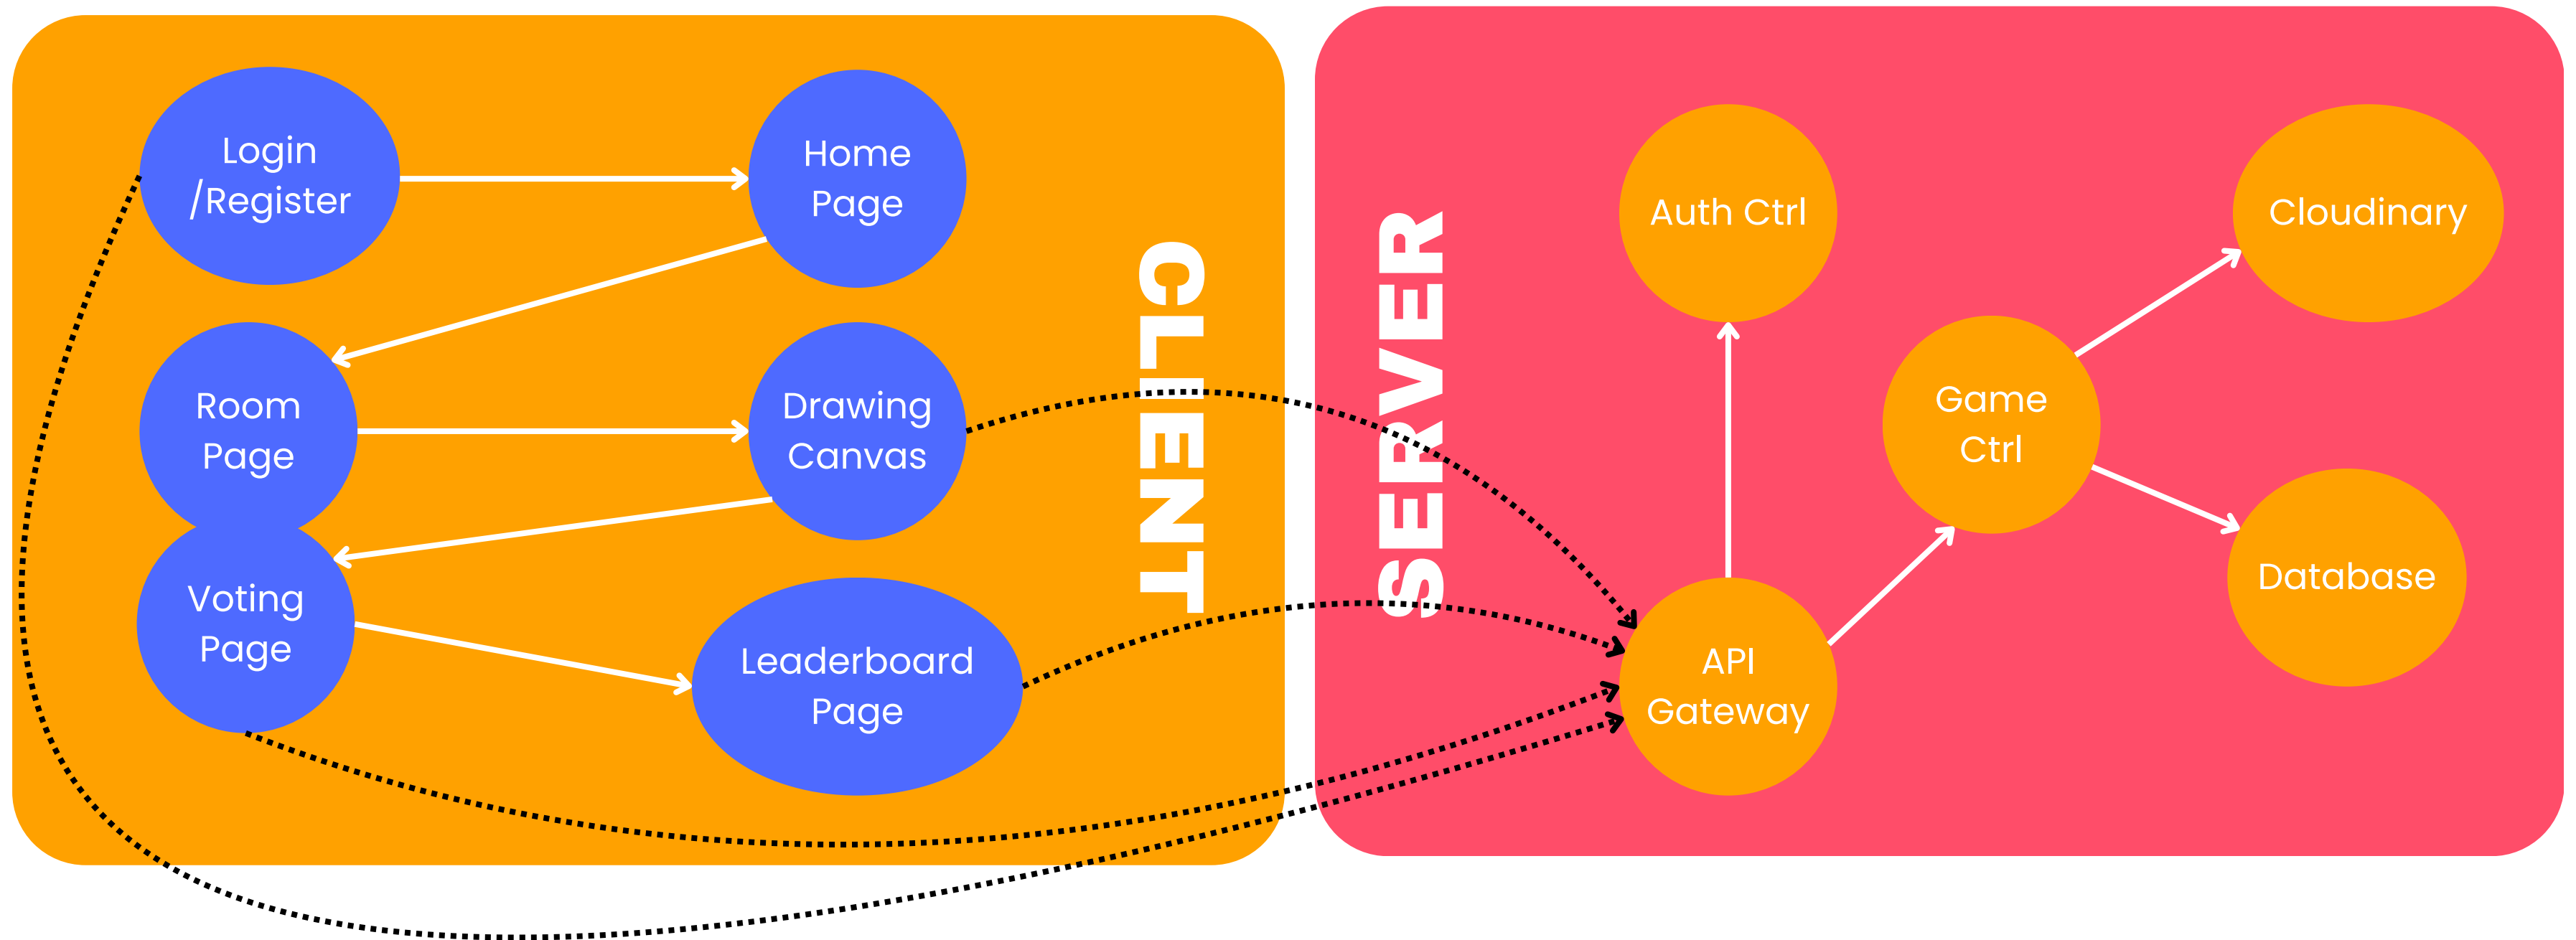 Login
/Register
Home
Page
Room
Page
Drawing
Canvas
Voting
Page
Leaderboard
Page
CLIENT
SERVER
Auth Ctrl
Cloudinary
Game
Ctrl
Database
API
Gateway